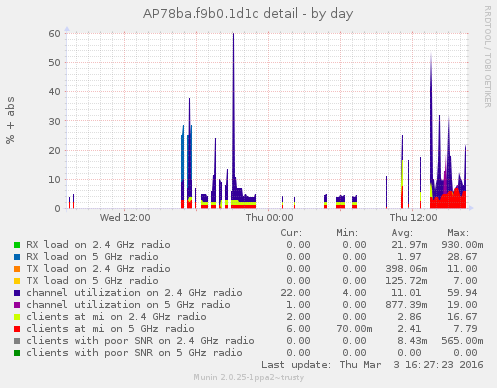 AP78ba.f9b0.1d1c detail - by day
RRDTOOL / TOBI OETIKER
% + abs
60
50
40
30
20
10
0
Wed 12:00 Thu 00:00 Thu 12:00
Cur: Min: Avg: Max:
RX load on 2.4 GHz radio 0.00 0.00 21.97m 930.00m
RX load on 5 GHz radio 0.00 0.00 1.97 28.67
TX load on 2.4 GHz radio 0.00 0.00 398.06m 11.00
TX load on 5 GHz radio 0.00 0.00 125.72m 7.00
channel utilization on 2.4 GHz radio 22.00 4.00 11.01 59.94
channel utilization on 5 GHz radio 1.00 0.00 877.39m 19.00
clients at mi on 2.4 GHz radio 2.00 0.00 2.86 16.67
clients at mi on 5 GHz radio 6.00 70.00m 2.41 7.79
clients with poor SNR on 2.4 GHz radio 0.00 0.00 8.43m 565.00m
clients with poor SNR on 5 GHz radio 0.00 0.00 0.00 0.00
Last update: Thu Mar 3 16:27:23 2016
Munin 2.0.25-1ppa2~trusty